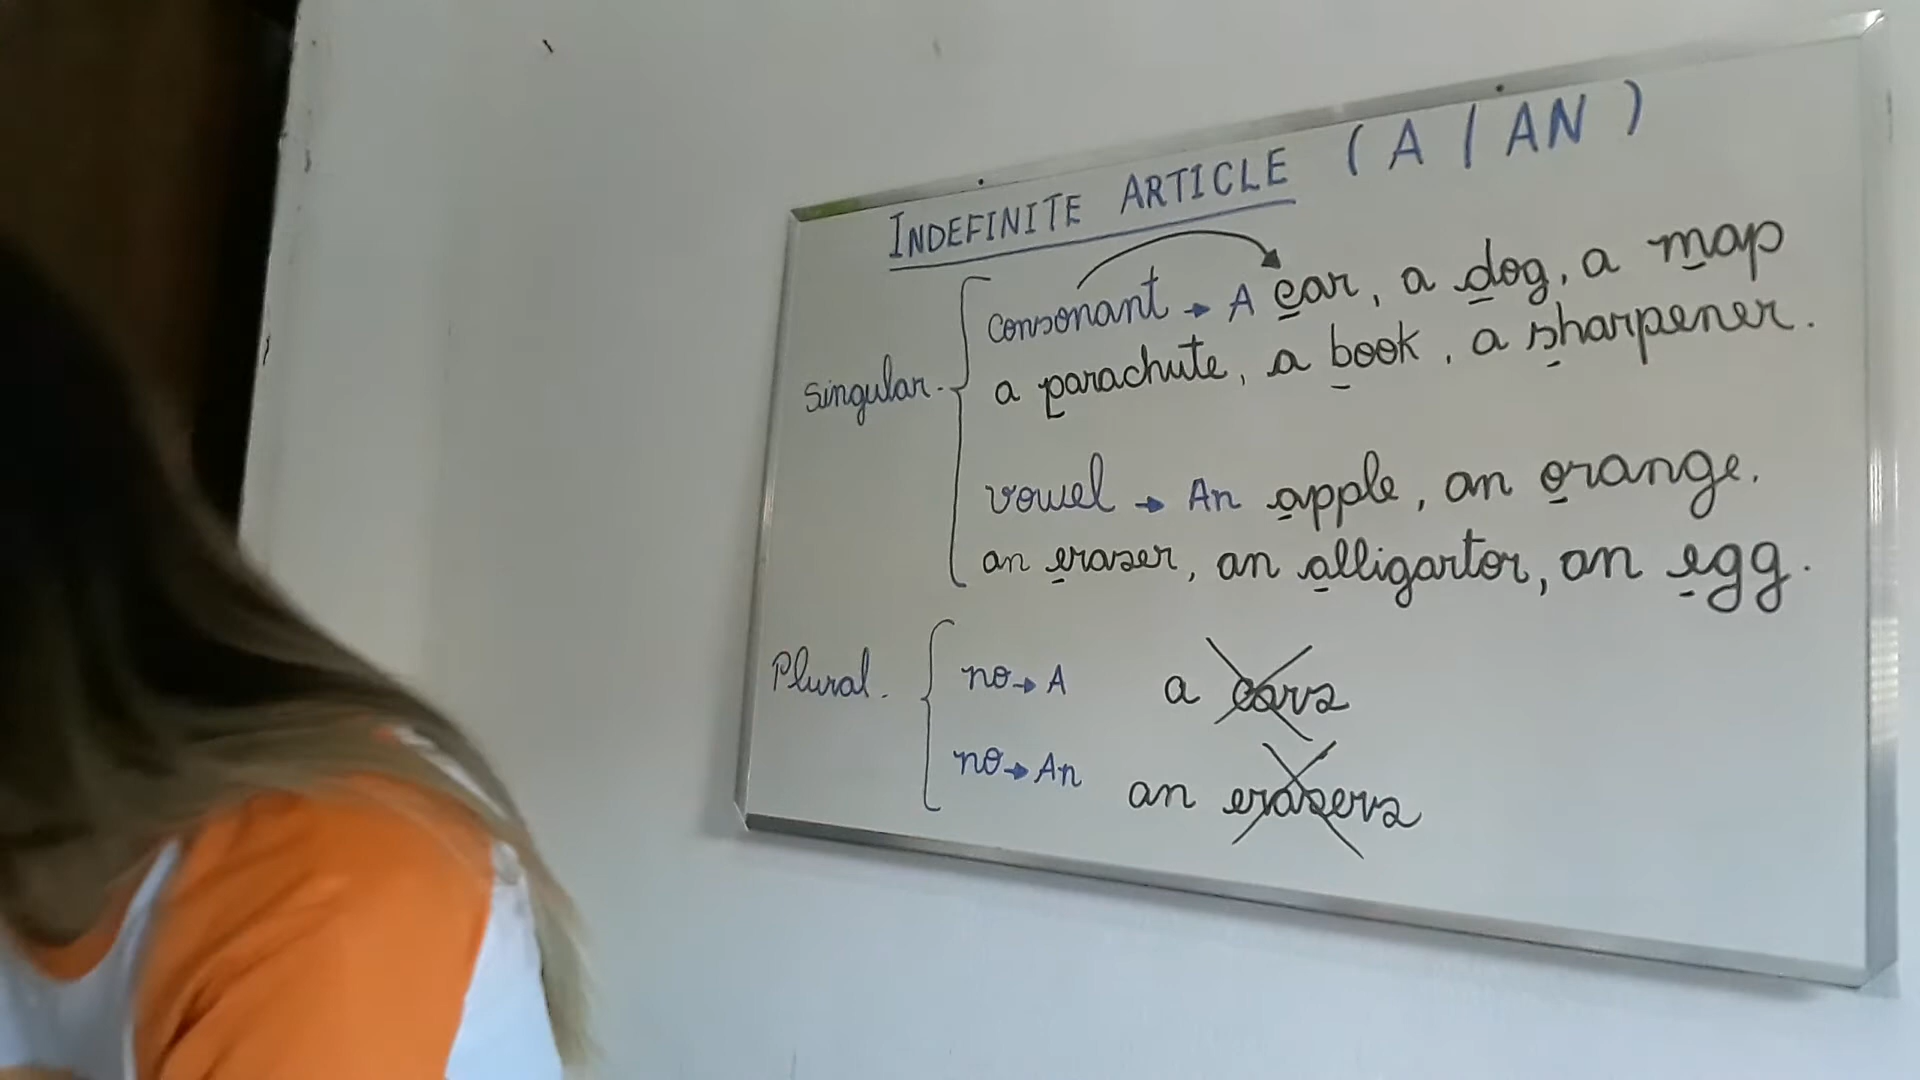 INDEFINITE ARTICLE (A / AN)
Singular.
consonant → A car, a dog, a map
a parachute, a book, a sharpener.
vowel → An apple, an orange.
an eraser, an alligartor, an egg.
Plural.
no → A a cars
no → An an erasers